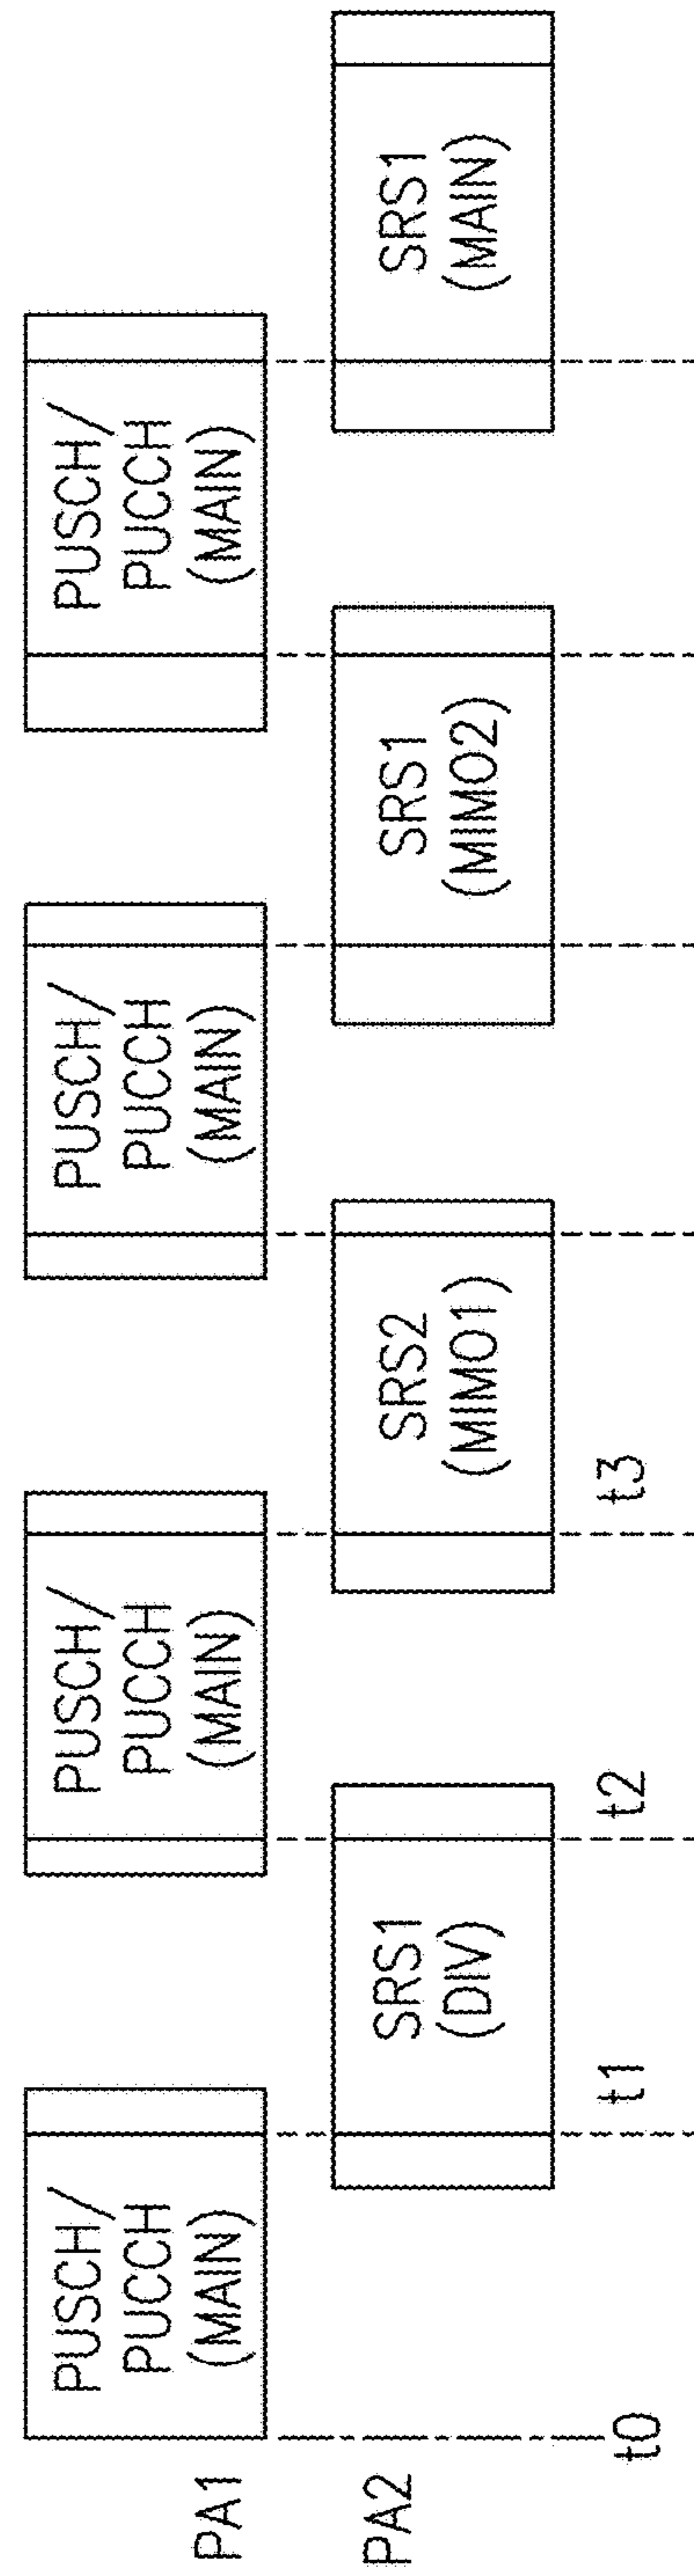 PA1
PUSCH/
PUCCH
(MAIN)
PUSCH/
PUCCH
(MAIN)
PUSCH/
PUCCH
(MAIN)
PUSCH/
PUCCH
(MAIN)
PA2
SRS1
(DIV)
SRS2
(MIMO1)
SRS1
(MIMO2)
SRS1
(MAIN)
t0
t1
t2
t3